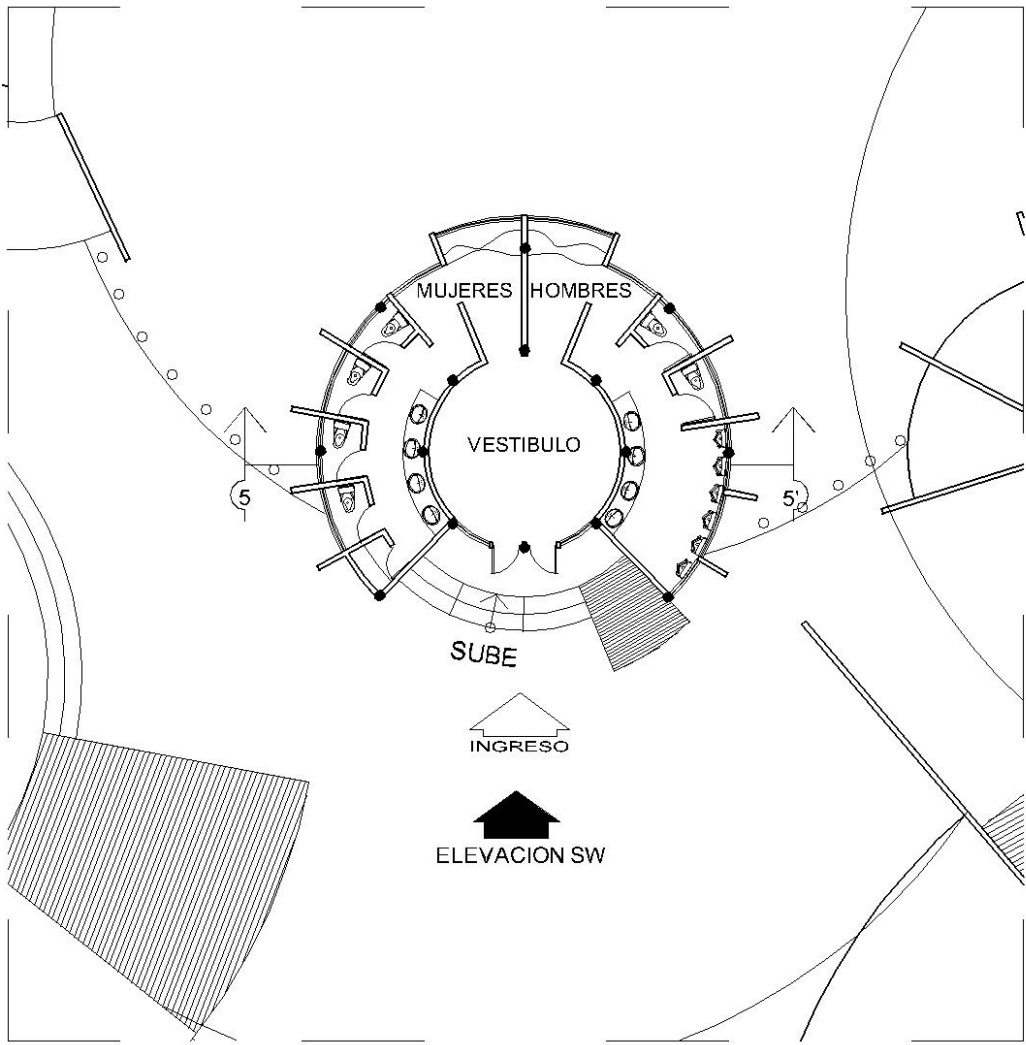 MUJERES HOMBRES
VESTIBULO
5 5'
SUBE
INGRESO
ELEVACION SW